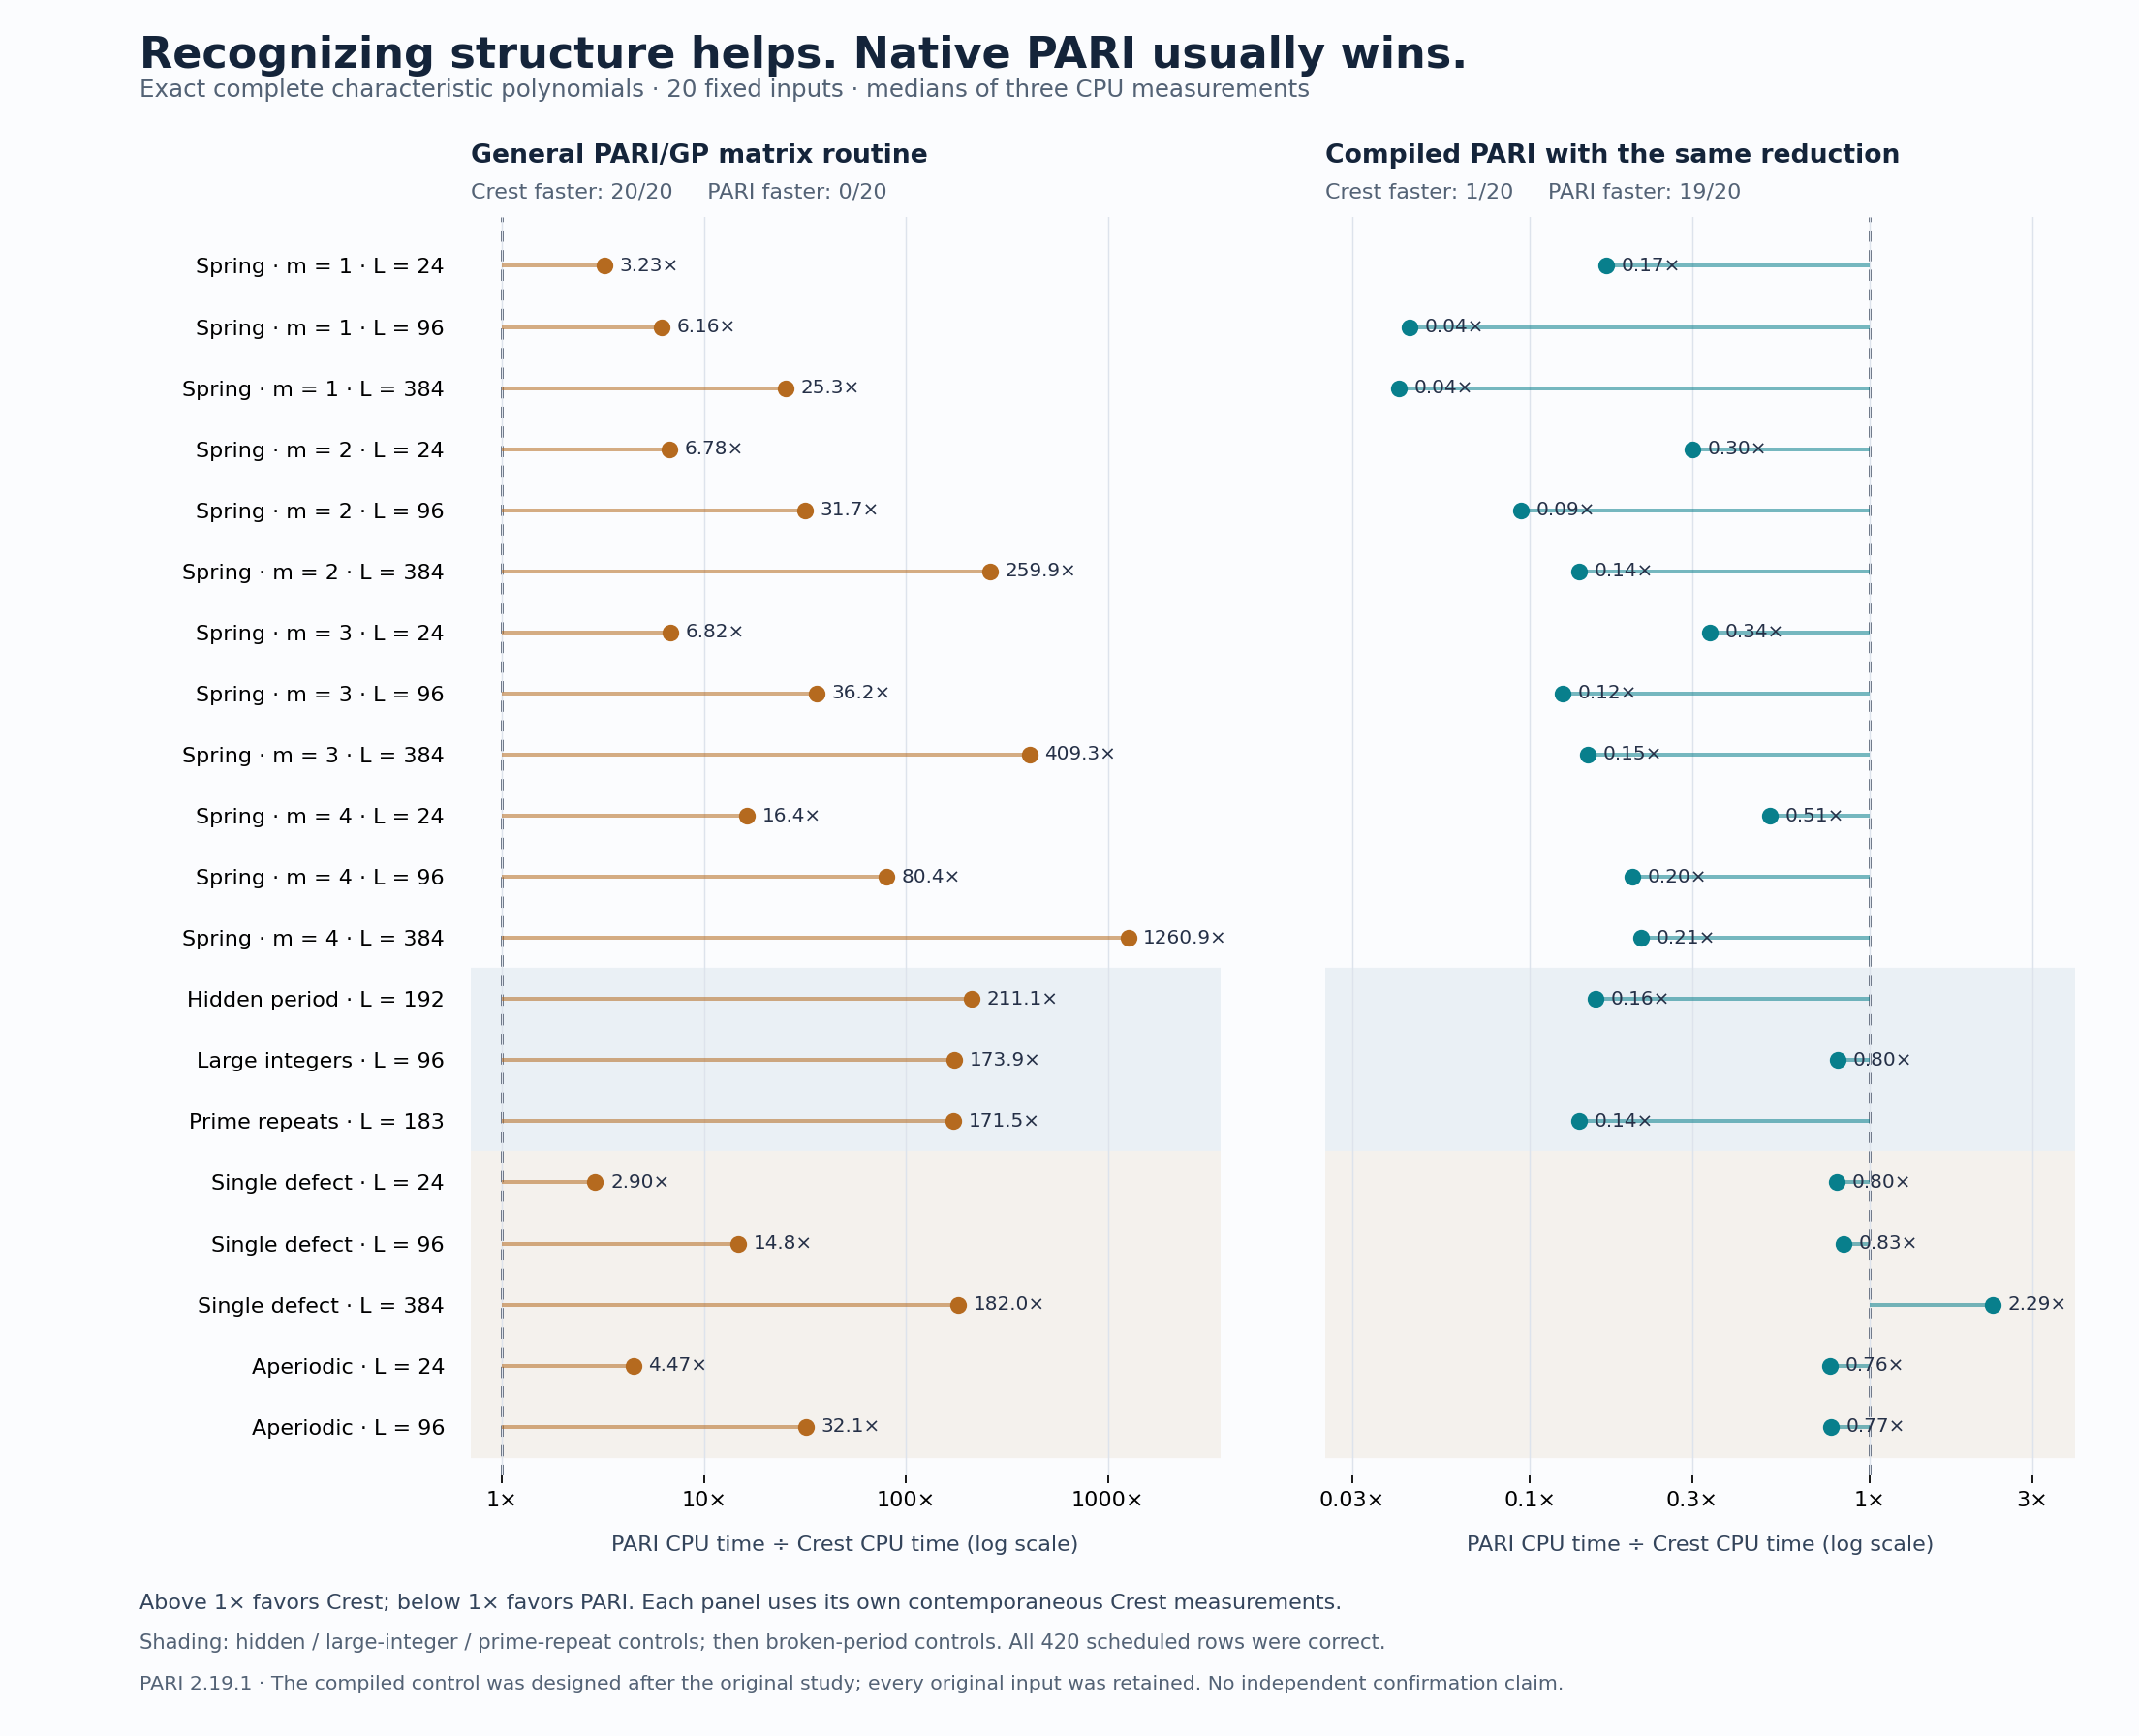 Recognizing structure helps. Native PARI usually wins.
Exact complete characteristic polynomials · 20 fixed inputs · medians of three CPU measurements
General PARI/GP matrix routine
Crest faster: 20/20 PARI faster: 0/20
Compiled PARI with the same reduction
Crest faster: 1/20 PARI faster: 19/20
Spring · m = 1 · L = 24 3.23× 0.17×
Spring · m = 1 · L = 96 6.16× 0.04×
Spring · m = 1 · L = 384 25.3× 0.04×
Spring · m = 2 · L = 24 6.78× 0.30×
Spring · m = 2 · L = 96 31.7× 0.09×
Spring · m = 2 · L = 384 259.9× 0.14×
Spring · m = 3 · L = 24 6.82× 0.34×
Spring · m = 3 · L = 96 36.2× 0.12×
Spring · m = 3 · L = 384 409.3× 0.15×
Spring · m = 4 · L = 24 16.4× 0.51×
Spring · m = 4 · L = 96 80.4× 0.20×
Spring · m = 4 · L = 384 1260.9× 0.21×
Hidden period · L = 192 211.1× 0.16×
Large integers · L = 96 173.9× 0.80×
Prime repeats · L = 183 171.5× 0.14×
Single defect · L = 24 2.90× 0.80×
Single defect · L = 96 14.8× 0.83×
Single defect · L = 384 182.0× 2.29×
Aperiodic · L = 24 4.47× 0.76×
Aperiodic · L = 96 32.1× 0.77×
1× 10× 100× 1000× 0.03× 0.1× 0.3× 1× 3×
PARI CPU time ÷ Crest CPU time (log scale) PARI CPU time ÷ Crest CPU time (log scale)
Above 1× favors Crest; below 1× favors PARI. Each panel uses its own contemporaneous Crest measurements.
Shading: hidden / large-integer / prime-repeat controls; then broken-period controls. All 420 scheduled rows were correct.
PARI 2.19.1 · The compiled control was designed after the original study; every original input was retained. No independent confirmation claim.